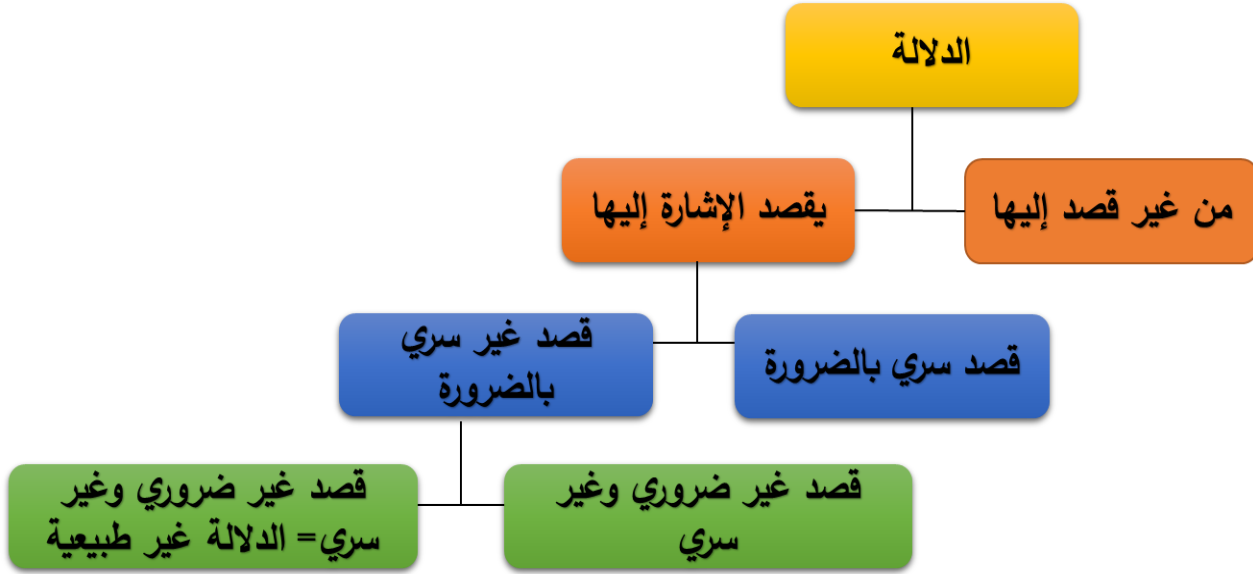 الدلالة
من غير قصد إليها
يقصد الإشارة إليها
قصد سري بالضرورة
قصد غير سري
بالضرورة
قصد غير ضروري وغير
سري
قصد غير ضروري وغير
سري= الدلالة غير طبيعية